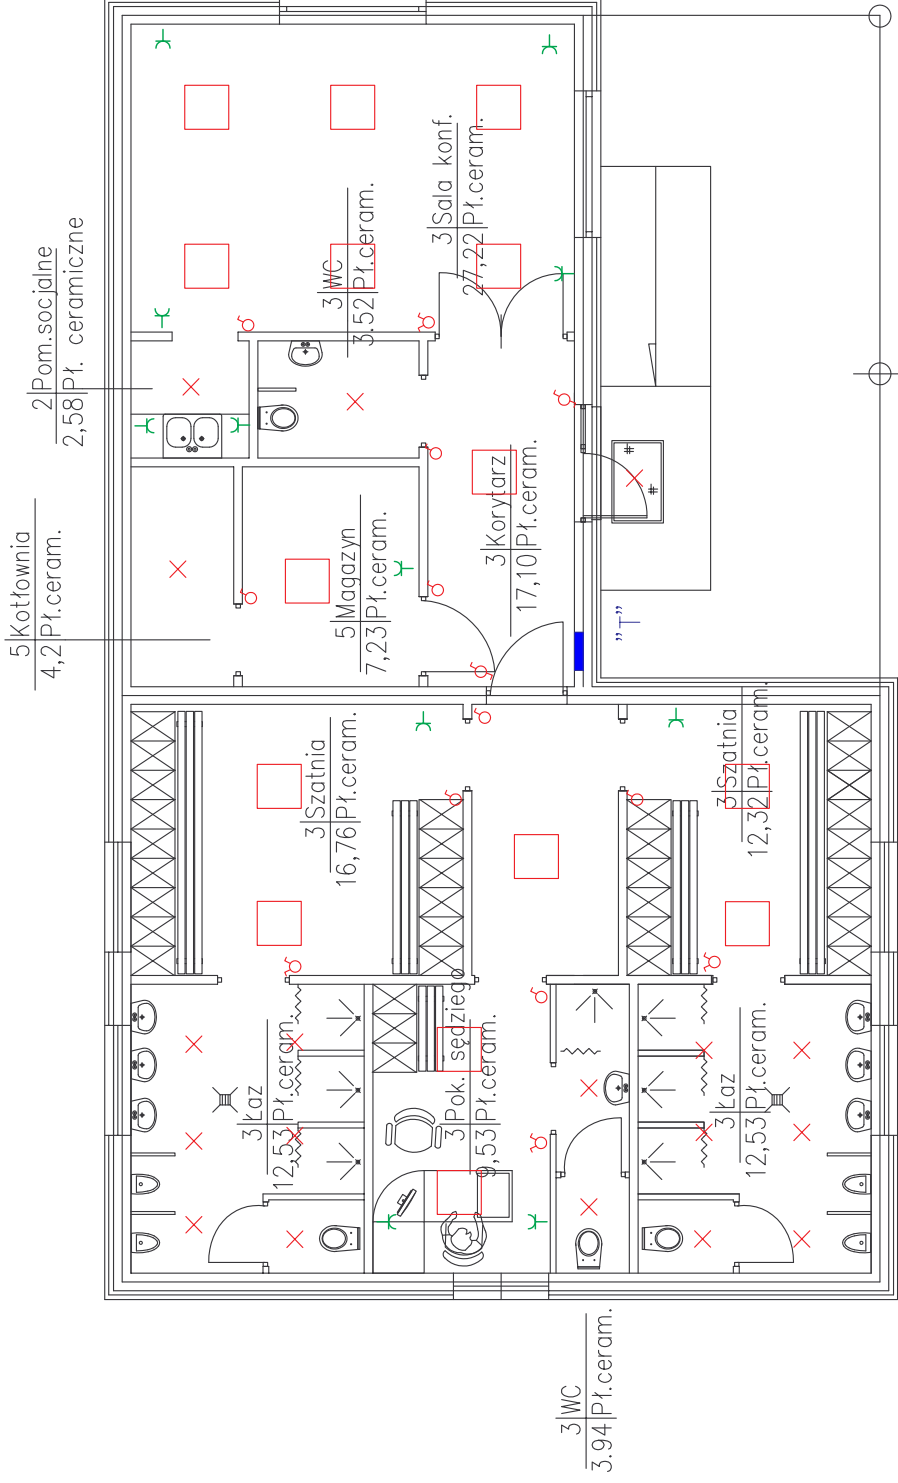 2 Pom.socjalne
2,58 Pł. ceramiczne
3 WC
3.52 Pł.ceram.
3 Sala konf.
27,22 Pł.ceram.
5 Kotłownia
4,2 Pł.ceram.
5 Magazyn
7,23 Pł.ceram.
3 Korytarz
17,10 Pł.ceram.
"T"
3 Szatnia
16,76 Pł.ceram.
3 Szatnia
12,32 Pł.ceram.
3 Łaz
12,53 Pł.ceram.
3 Pok. sędziego
9,53 Pł.ceram.
3 Łaz
12,53 Pł.ceram.
3 WC
3.94 Pł.ceram.